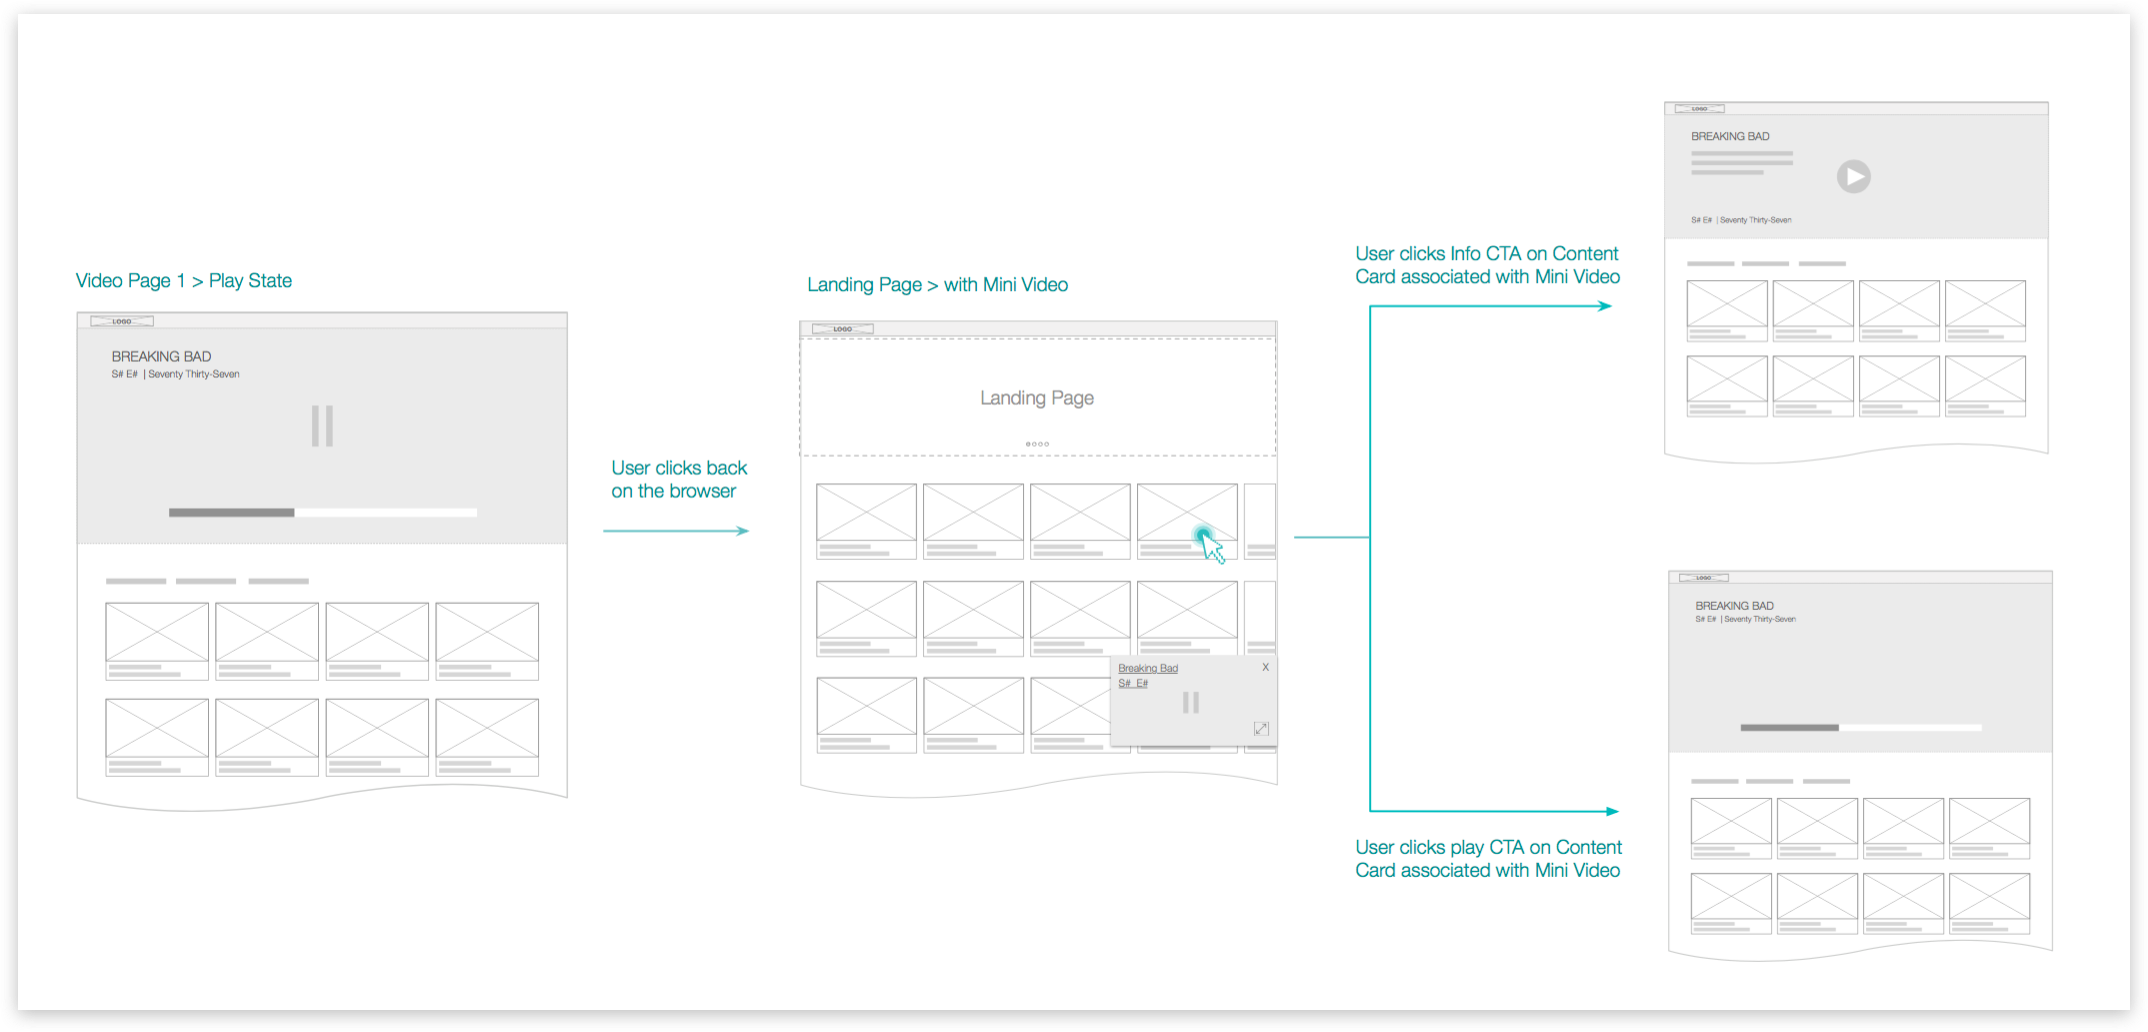 Video Page 1 > Play State
LOGO
BREAKING BAD
S# E# | Seventy Thirty-Seven
User clicks back
on the browser
Landing Page > with Mini Video
LOGO
Landing Page
Breaking Bad
X
S# E#
User clicks Info CTA on Content
Card associated with Mini Video
LOGO
BREAKING BAD
S# E# | Seventy Thirty-Seven
User clicks play CTA on Content
Card associated with Mini Video
LOGO
BREAKING BAD
S# E# | Seventy Thirty-Seven